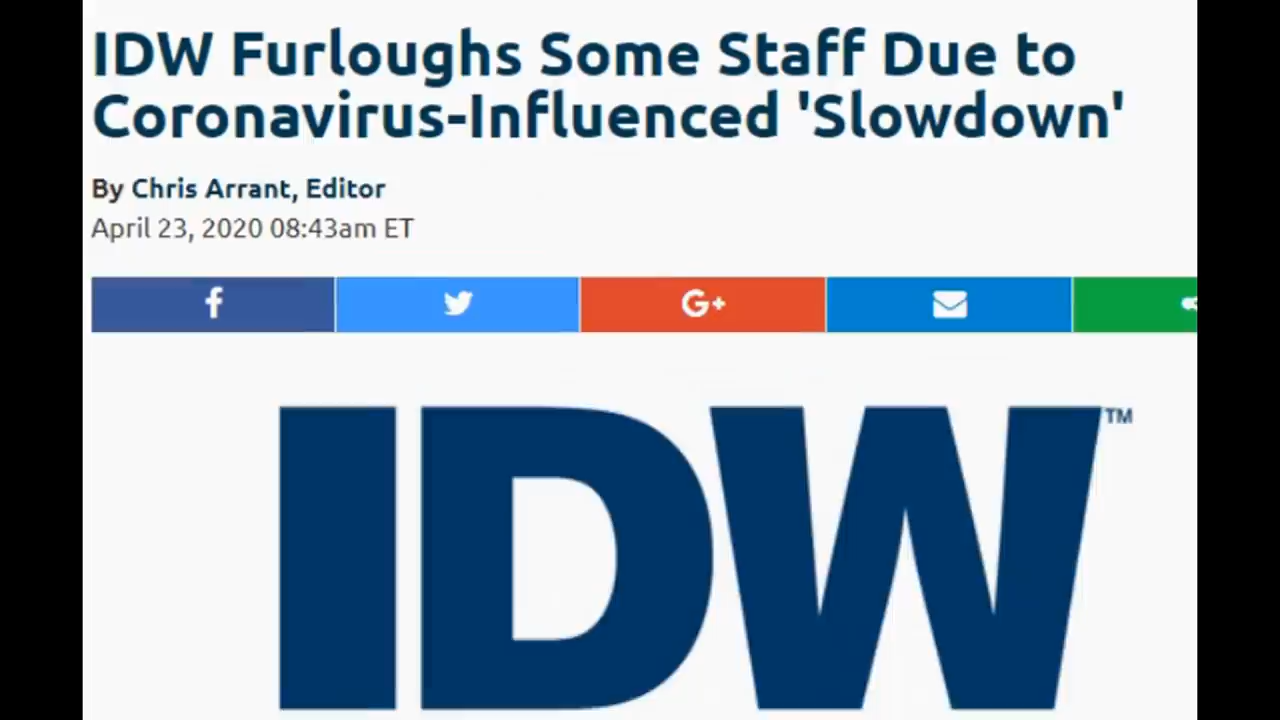 IDW Furloughs Some Staff Due to
Coronavirus-Influenced 'Slowdown'
By Chris Arrant, Editor
April 23, 2020 08:43am ET
f
G+
IDW™